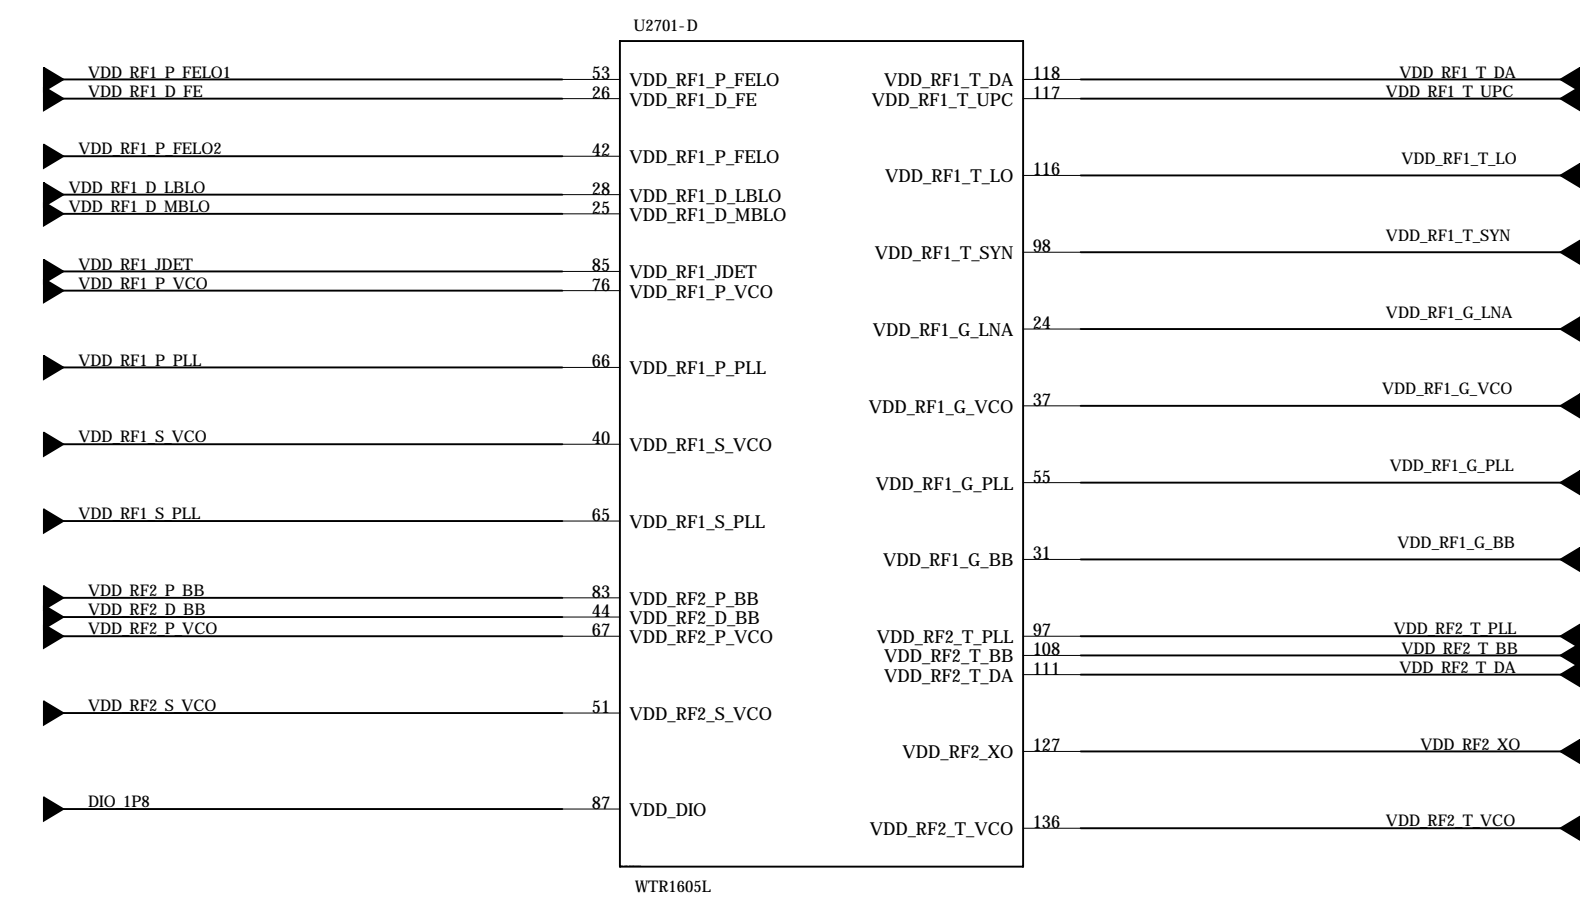 U2701-D
VDD_RF1_P_FELO1 53 VDD_RF1_P_FELO VDD_RF1_T_DA 118 VDD_RF1_T_DA
VDD_RF1_D_FE 26 VDD_RF1_D_FE VDD_RF1_T_UPC 117 VDD_RF1_T_UPC
VDD_RF1_P_FELO2 42 VDD_RF1_P_FELO
VDD_RF1_T_LO 116 VDD_RF1_T_LO
VDD_RF1_D_LBLO 28 VDD_RF1_D_LBLO
VDD_RF1_D_MBLO 25 VDD_RF1_D_MBLO
VDD_RF1_T_SYN 98 VDD_RF1_T_SYN
VDD_RF1_JDET 85 VDD_RF1_JDET
VDD_RF1_P_VCO 76 VDD_RF1_P_VCO
VDD_RF1_G_LNA 24 VDD_RF1_G_LNA
VDD_RF1_P_PLL 66 VDD_RF1_P_PLL
VDD_RF1_G_VCO 37 VDD_RF1_G_VCO
VDD_RF1_S_VCO 40 VDD_RF1_S_VCO
VDD_RF1_G_PLL 55 VDD_RF1_G_PLL
VDD_RF1_S_PLL 65 VDD_RF1_S_PLL
VDD_RF1_G_BB 31 VDD_RF1_G_BB
VDD_RF2_P_BB 83 VDD_RF2_P_BB
VDD_RF2_D_BB 44 VDD_RF2_D_BB
VDD_RF2_P_VCO 67 VDD_RF2_P_VCO VDD_RF2_T_PLL 97 VDD_RF2_T_PLL
VDD_RF2_T_BB 108 VDD_RF2_T_BB
VDD_RF2_T_DA 111 VDD_RF2_T_DA
VDD_RF2_S_VCO 51 VDD_RF2_S_VCO
VDD_RF2_XO 127 VDD_RF2_XO
DIO_1P8 87 VDD_DIO
VDD_RF2_T_VCO 136 VDD_RF2_T_VCO
WTR1605L